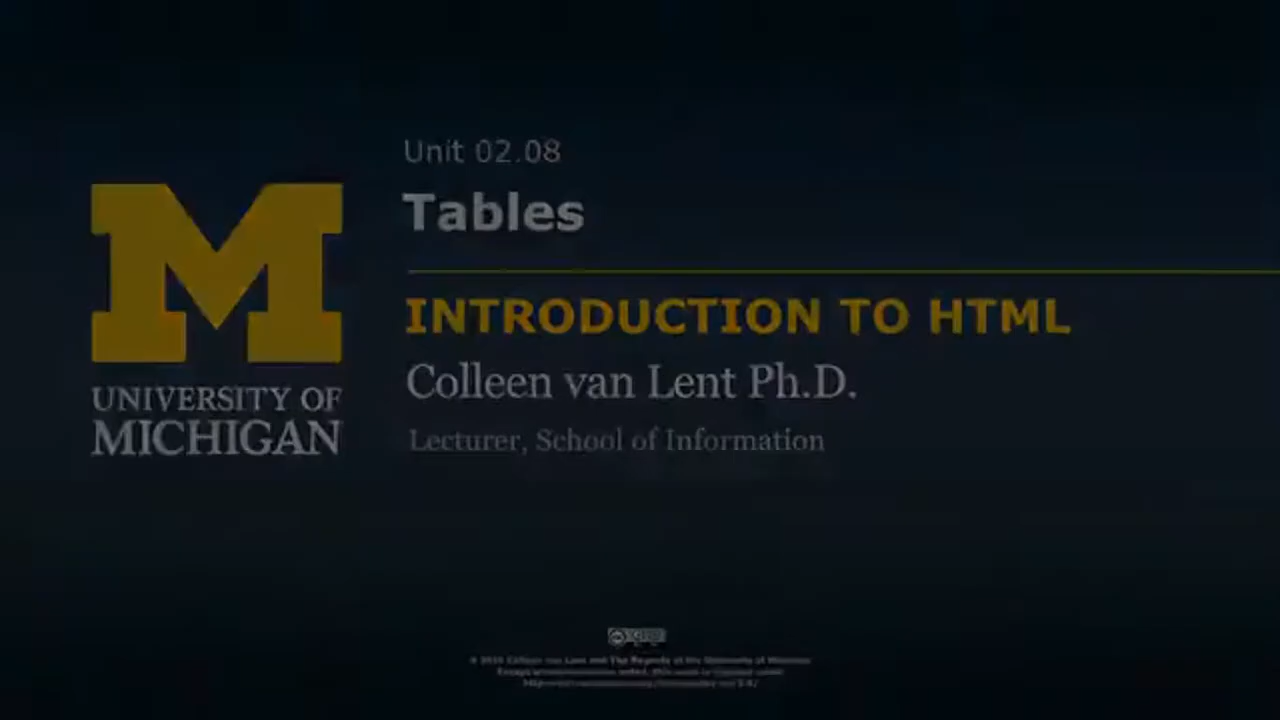 Unit 02.08
Tables
INTRODUCTION TO HTML
Colleen van Lent Ph.D.
Lecturer, School of Information
UNIVERSITY OF
MICHIGAN